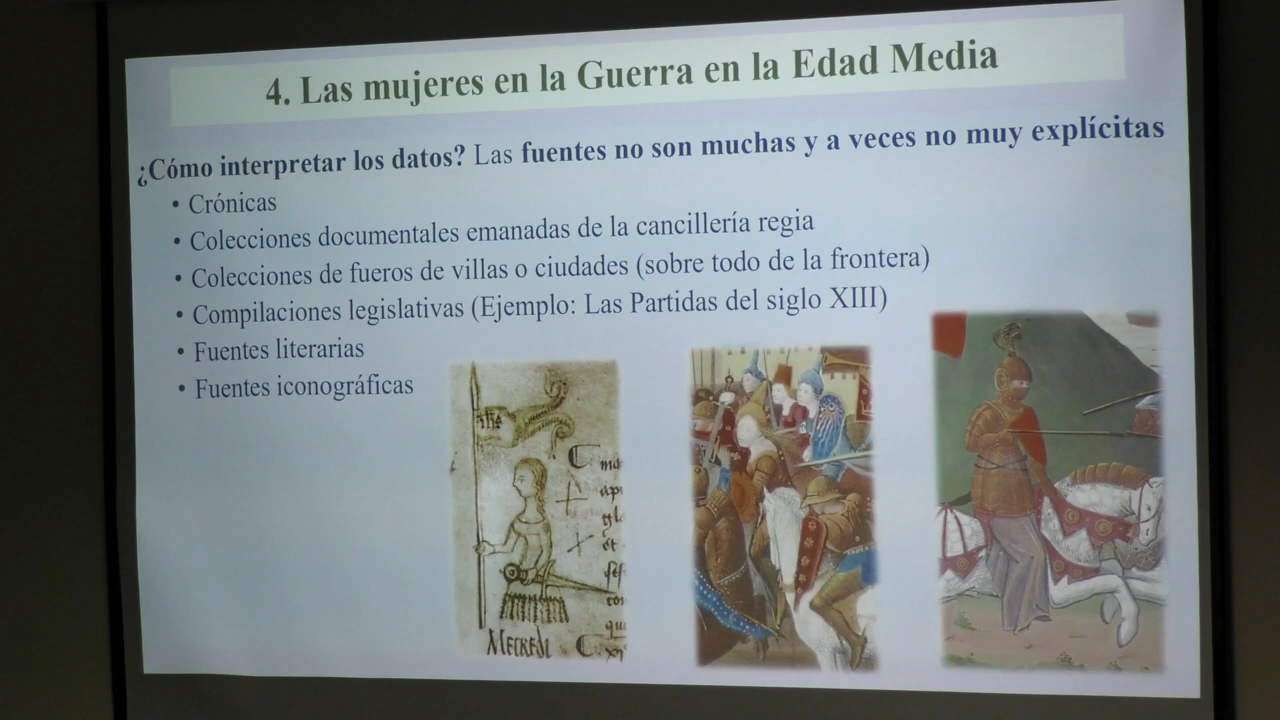 4. Las mujeres en la Guerra en la Edad Media
¿Cómo interpretar los datos? Las fuentes no son muchas y a veces no muy explícitas
• Crónicas
• Colecciones documentales emanadas de la cancillería regia
• Colecciones de fueros de villas o ciudades (sobre todo de la frontera)
• Compilaciones legislativas (Ejemplo: Las Partidas del siglo XIII)
• Fuentes literarias
• Fuentes iconográficas